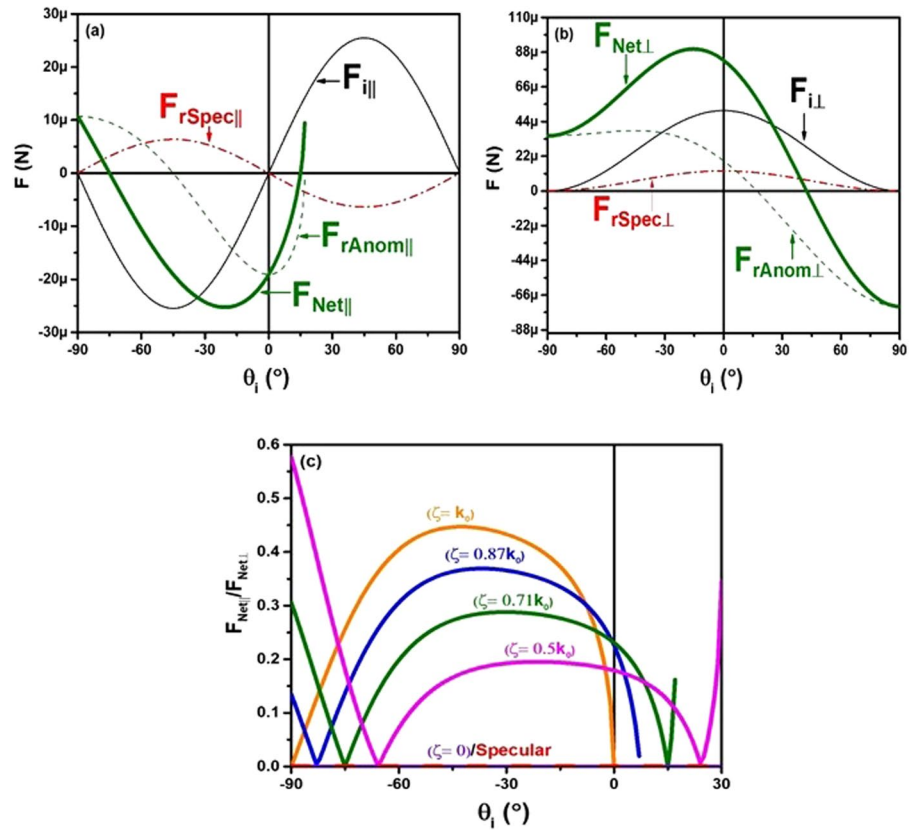 (a)
30µ
20µ
10µ
0
-10µ
-20µ
-30µ
F (N)
F_i∥
F_rSpec∥
F_rAnom∥
F_Net∥
-90 -60 -30 0 30 60 90
θ_i (°)
(b)
110µ
88µ
66µ
44µ
22µ
0
-22µ
-44µ
-66µ
-88µ
F (N)
F_Net⊥
F_i⊥
F_rSpec⊥
F_rAnom⊥
-90 -60 -30 0 30 60 90
θ_i (°)
(c)
0.6
0.5
0.4
0.3
0.2
0.1
0.0
F_Net∥/F_Net⊥
(ζ= k₀)
(ζ= 0.87k₀)
(ζ= 0.71k₀)
(ζ= 0.5k₀)
(ζ= 0)/Specular
-90 -60 -30 0 30
θ_i (°)